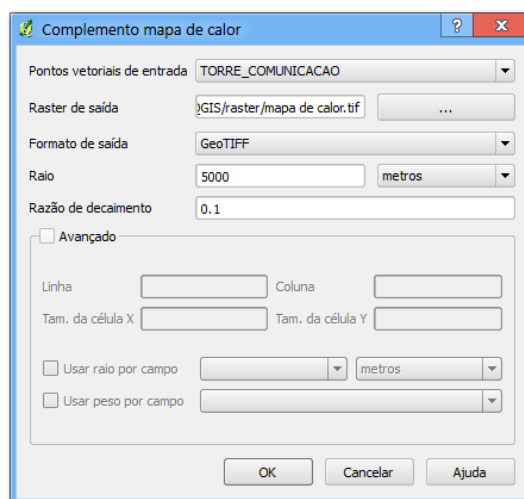 Complemento mapa de calor
Pontos vetoriais de entrada TORRE_COMUNICACAO
Raster de saída QGIS/raster/mapa de calor.tif ...
Formato de saída GeoTIFF
Raio 5000 metros
Razão de decaimento 0.1
Avançado
Linha Coluna
Tam. da célula X Tam. da célula Y
Usar raio por campo metros
Usar peso por campo
OK Cancelar Ajuda